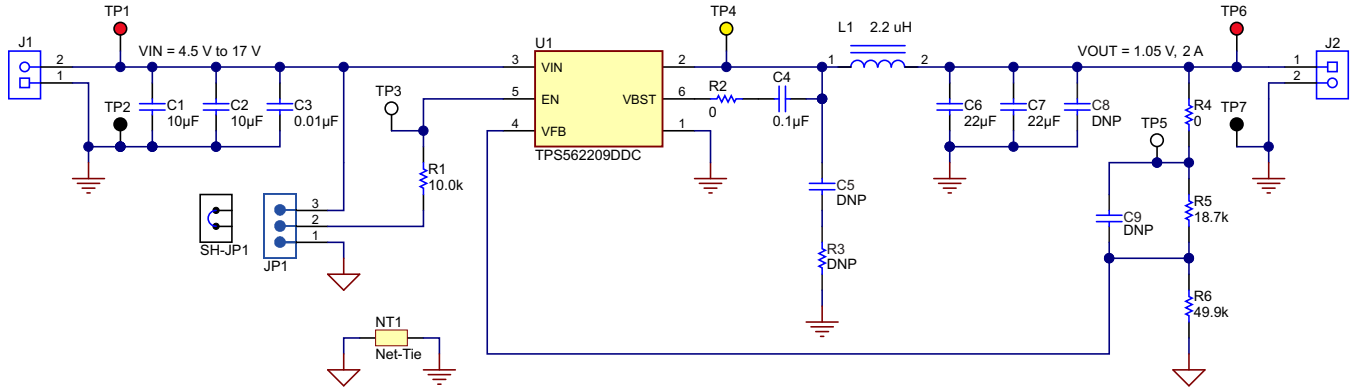 TP1
TP4
TP6
J1
VIN = 4.5 V to 17 V
U1
L1 2.2 uH
VOUT = 1.05 V, 2 A
J2
2
1
3
VIN
2
1
2
1
2
TP2
C1
10µF
C2
10µF
C3
0.01µF
TP3
5
EN
VBST
6
R2
0
C4
0.1µF
C6
22µF
C7
22µF
C8
DNP
R4
0
TP5
TP7
4
VFB
1
TPS562209DDC
R1
10.0k
C5
DNP
R3
DNP
C9
DNP
R5
18.7k
SH-JP1
3
2
1
JP1
R6
49.9k
NT1
Net-Tie